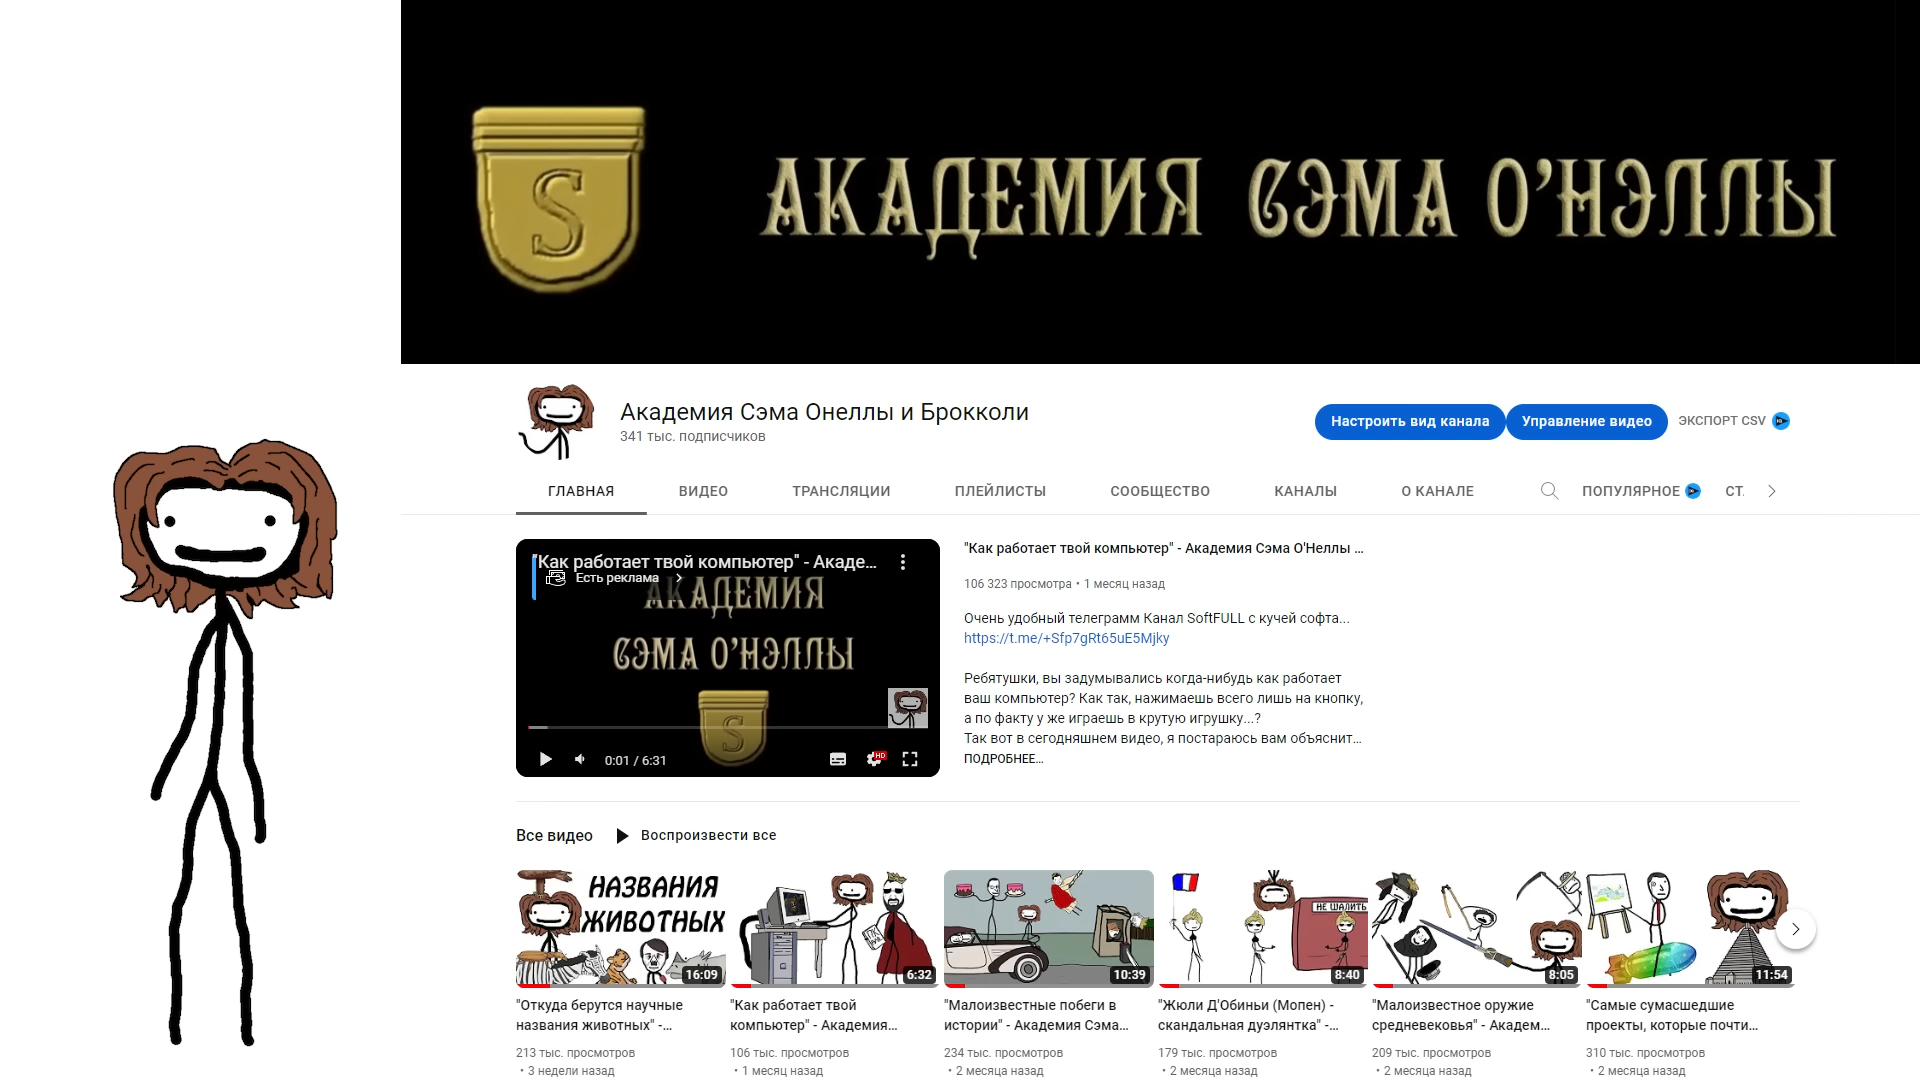 S
АКАДЕМИЯ СЭМА О'НЭЛЛЫ
Академия Сэма Онеллы и Брокколи
341 тыс. подписчиков
Настроить вид канала
Управление видео
ЭКСПОРТ CSV
ГЛАВНАЯ
ВИДЕО
ТРАНСЛЯЦИИ
ПЛЕЙЛИСТЫ
СООБЩЕСТВО
КАНАЛЫ
О КАНАЛЕ
ПОПУЛЯРНОЕ
СТ.
"Как работает твой компьютер" - Акаде...
Есть реклама
АКАДЕМИЯ
СЭМА О'НЭЛЛЫ
S
0:01 / 6:31
HD
"Как работает твой компьютер" - Академия Сэма О'Неллы ...
106 323 просмотра • 1 месяц назад
Очень удобный телеграмм Канал SoftFULL с кучей софта...
https://t.me/+Sfp7gRt65uE5Mjky
Ребятушки, вы задумывались когда-нибудь как работает
ваш компьютер? Как так, нажимаешь всего лишь на кнопку,
а по факту у же играешь в крутую игрушку...?
Так вот в сегодняшнем видео, я постараюсь вам объяснит...
ПОДРОБНЕЕ...
Все видео
Воспроизвести все
НАЗВАНИЯ
ЖИВОТНЫХ
16:09
"Откуда берутся научные
названия животных" -...
213 тыс. просмотров
• 3 недели назад
6:32
"Как работает твой
компьютер" - Академия...
106 тыс. просмотров
• 1 месяц назад
10:39
"Малоизвестные побеги в
истории" - Академия Сэма...
234 тыс. просмотров
• 2 месяца назад
НЕ ШАЛИТЬ
8:40
"Жюли Д'Обиньи (Мопен) -
скандальная дуэлянтка" -...
179 тыс. просмотров
• 2 месяца назад
8:05
"Малоизвестное оружие
средневековья" - Академ...
209 тыс. просмотров
• 2 месяца назад
11:54
"Самые сумасшедшие
проекты, которые почти...
310 тыс. просмотров
• 2 месяца назад